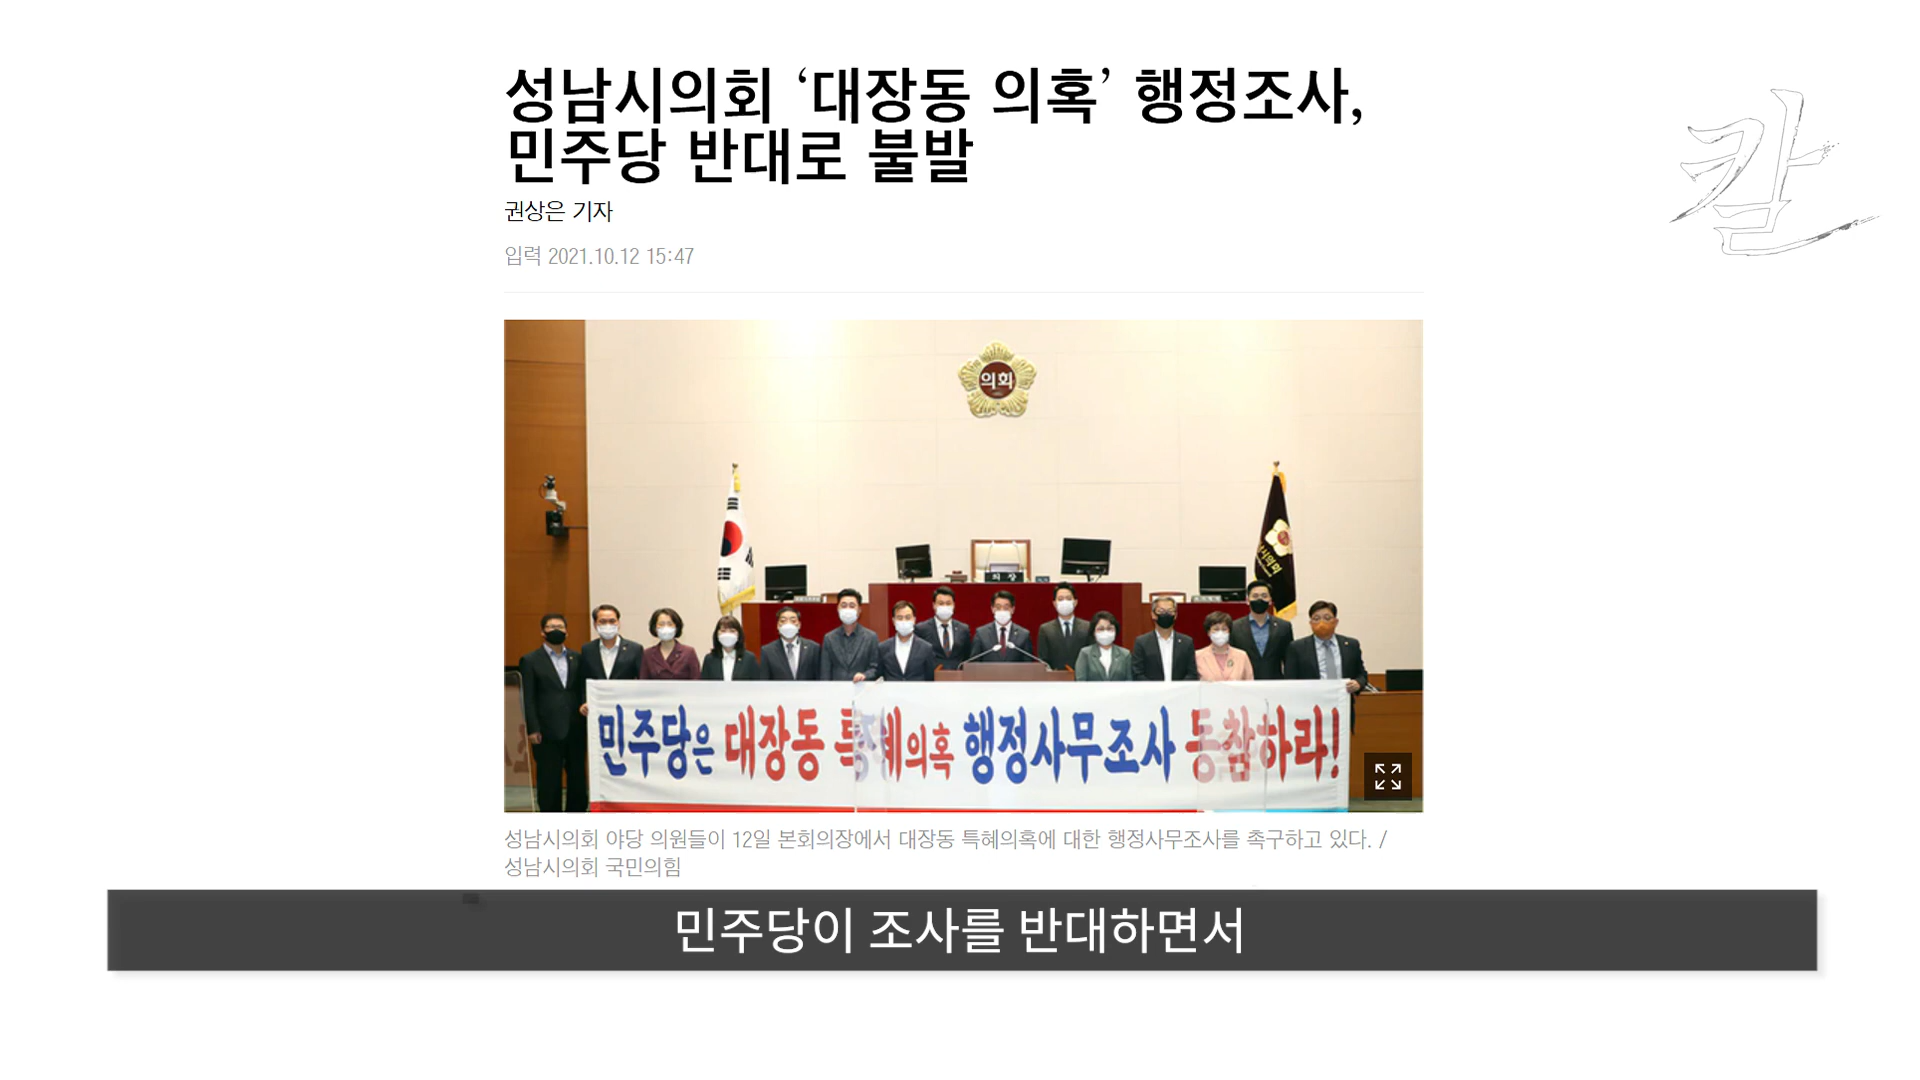 성남시의회 ‘대장동 의혹’ 행정조사,
민주당 반대로 불발
칼
권상은 기자
입력 2021.10.12 15:47
의회
의 장
민주당은 대장동 특혜의혹 행정사무조사 동참하라!
성남시의회 야당 의원들이 12일 본회의장에서 대장동 특혜의혹에 대한 행정사무조사를 촉구하고 있다. /
성남시의회 국민의힘
민주당이 조사를 반대하면서